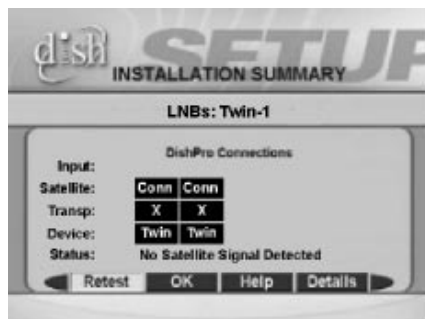 dish
SETUP
INSTALLATION SUMMARY
LNBs: Twin-1
DishPro Connections
Input:
Satellite: Conn Conn
Transp: X X
Device: Twin Twin
Status: No Satellite Signal Detected
Retest OK Help Details